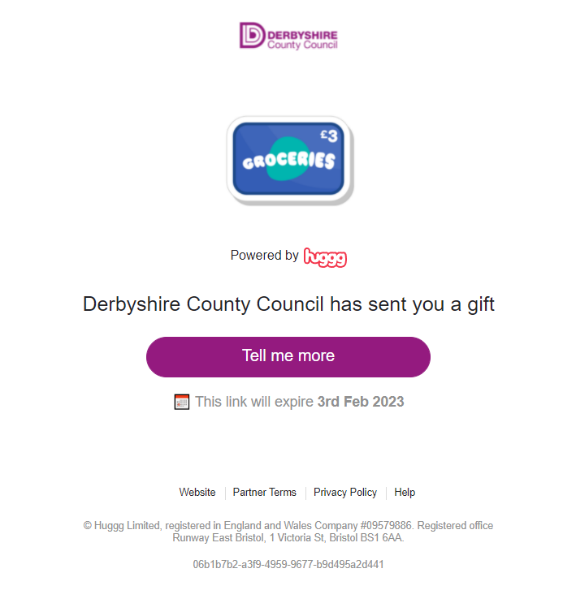 DERBYSHIRE
County Council
£3
GROCERIES
Powered by huggg
Derbyshire County Council has sent you a gift
Tell me more
This link will expire 3rd Feb 2023
Website | Partner Terms | Privacy Policy | Help
© Huggg Limited, registered in England and Wales Company #09579886. Registered office
Runway East Bristol, 1 Victoria St, Bristol BS1 6AA.
06b1b7b2-a3f9-4959-9677-b9d495a2d441